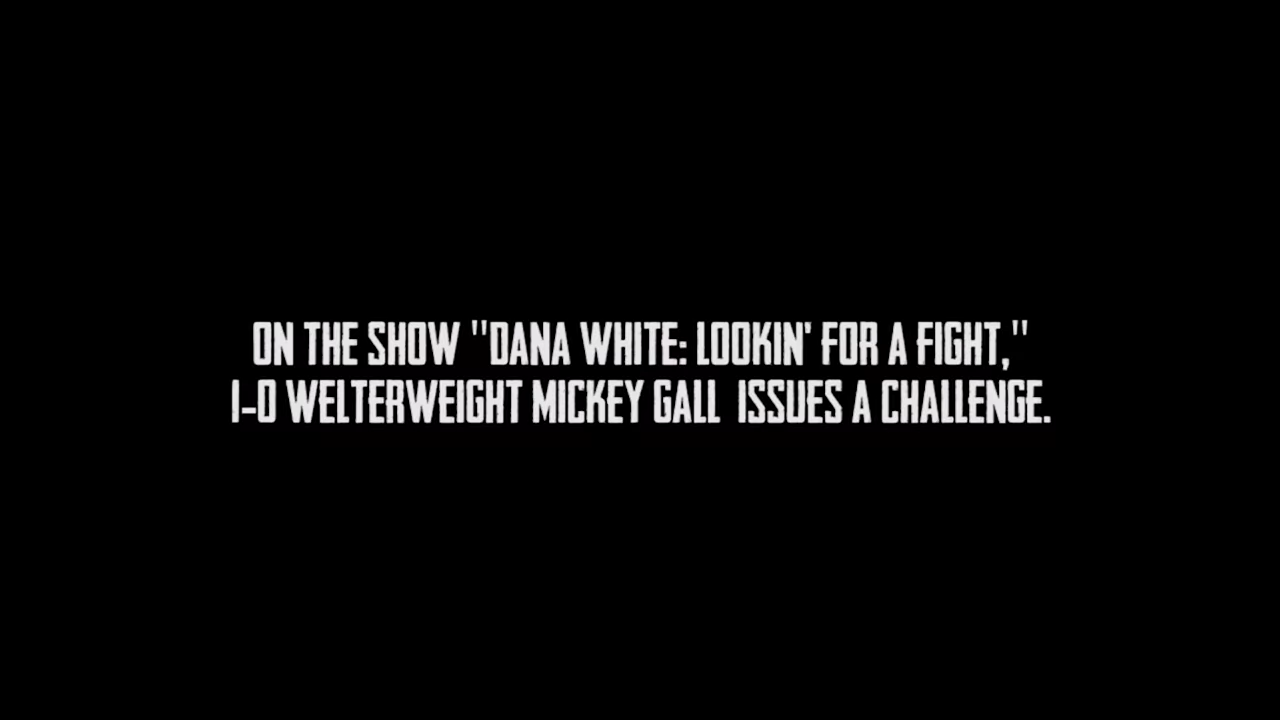 ON THE SHOW "DANA WHITE: LOOKIN' FOR A FIGHT,"
1-0 WELTERWEIGHT MICKEY GALL ISSUES A CHALLENGE.